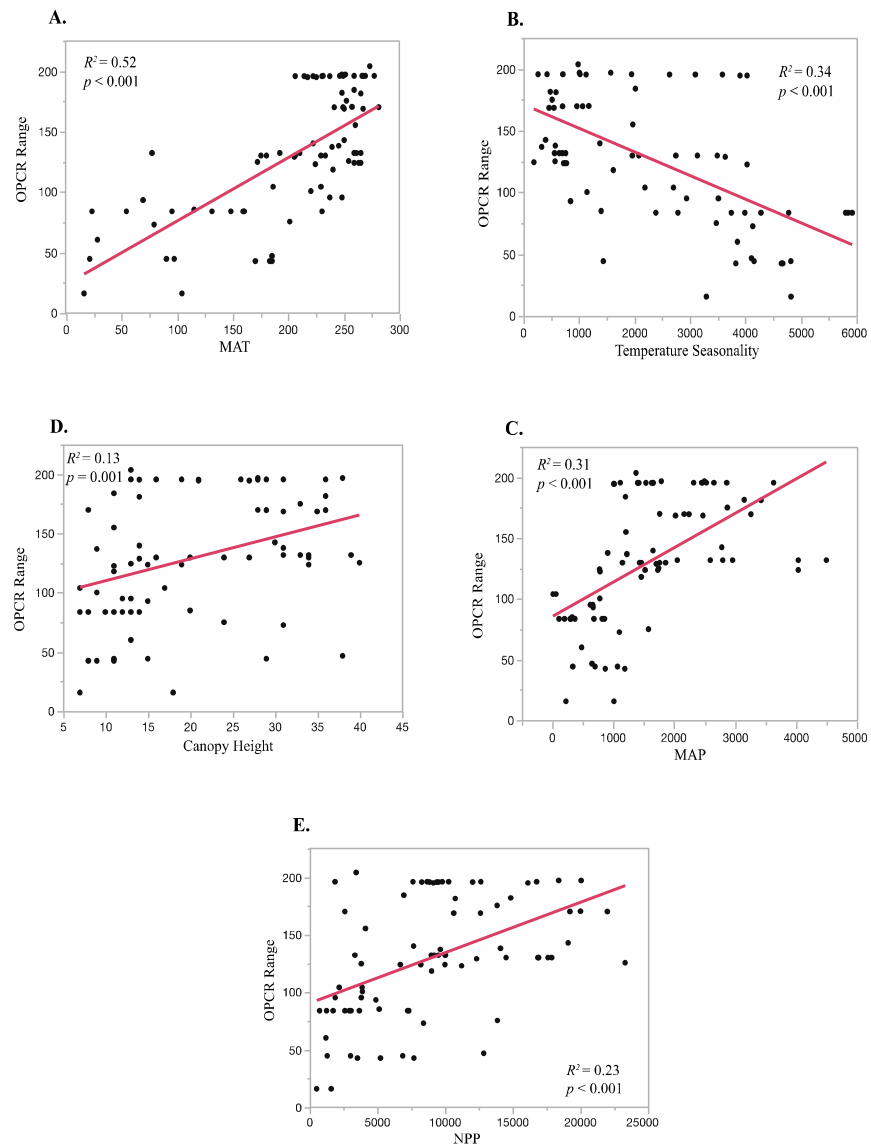 A.
R² = 0.52
p < 0.001
OPCR Range
200
150
100
50
0
0 50 100 150 200 250 300
MAT
B.
R² = 0.34
p < 0.001
OPCR Range
200
150
100
50
0
0 1000 2000 3000 4000 5000 6000
Temperature Seasonality
D.
R² = 0.13
p = 0.001
OPCR Range
200
150
100
50
0
5 10 15 20 25 30 35 40 45
Canopy Height
C.
R² = 0.31
p < 0.001
OPCR Range
200
150
100
50
0
0 1000 2000 3000 4000 5000
MAP
E.
OPCR Range
200
150
100
50
0
R² = 0.23
p < 0.001
0 5000 10000 15000 20000 25000
NPP